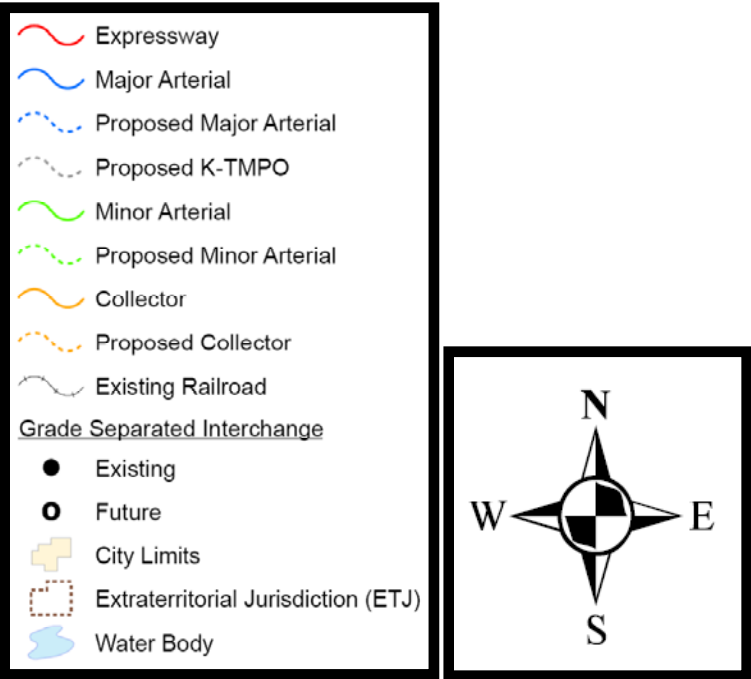 Expressway
Major Arterial
Proposed Major Arterial
Proposed K-TMPO
Minor Arterial
Proposed Minor Arterial
Collector
Proposed Collector
Existing Railroad
Grade Separated Interchange
Existing
Future
City Limits
Extraterritorial Jurisdiction (ETJ)
Water Body
N
W E
S